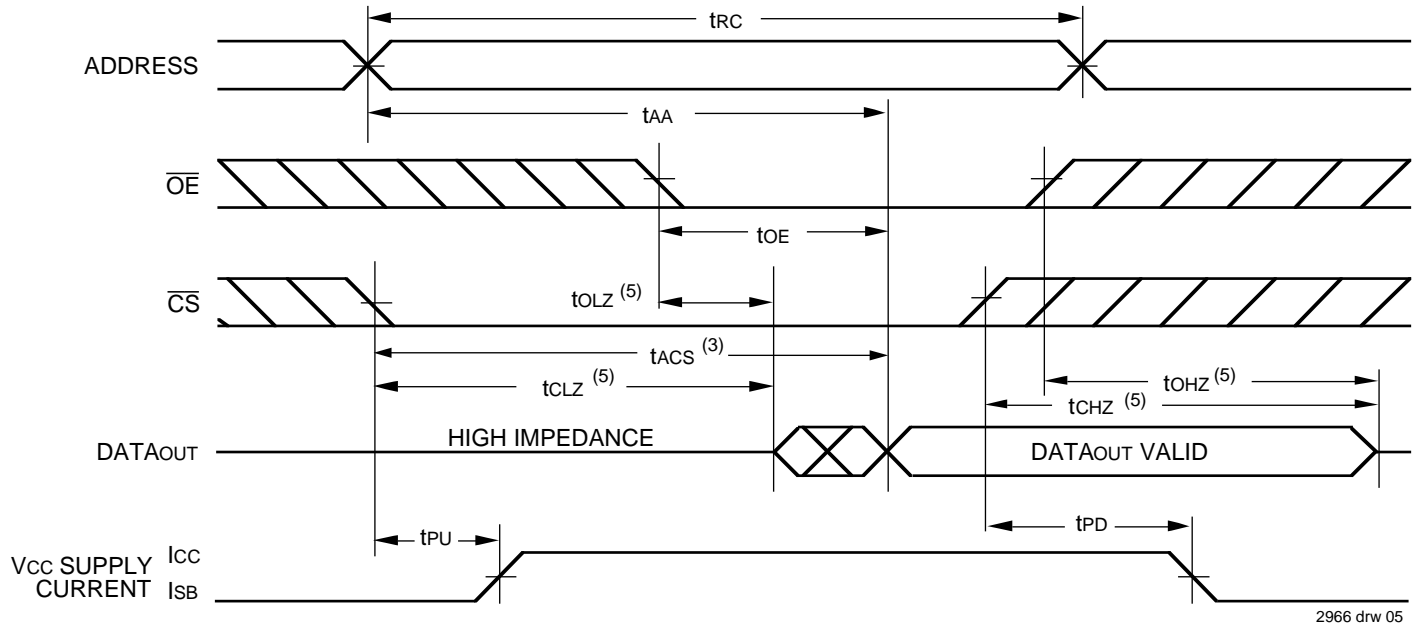 tRC
ADDRESS
tAA
OE
tOE
CS
tOLZ (5)
tACS (3)
tCLZ (5)
tOHZ (5)
tCHZ (5)
HIGH IMPEDANCE
DATAOUT
DATAOUT VALID
tPU
tPD
VCC SUPPLY
CURRENT
ICC
ISB
2966 drw 05